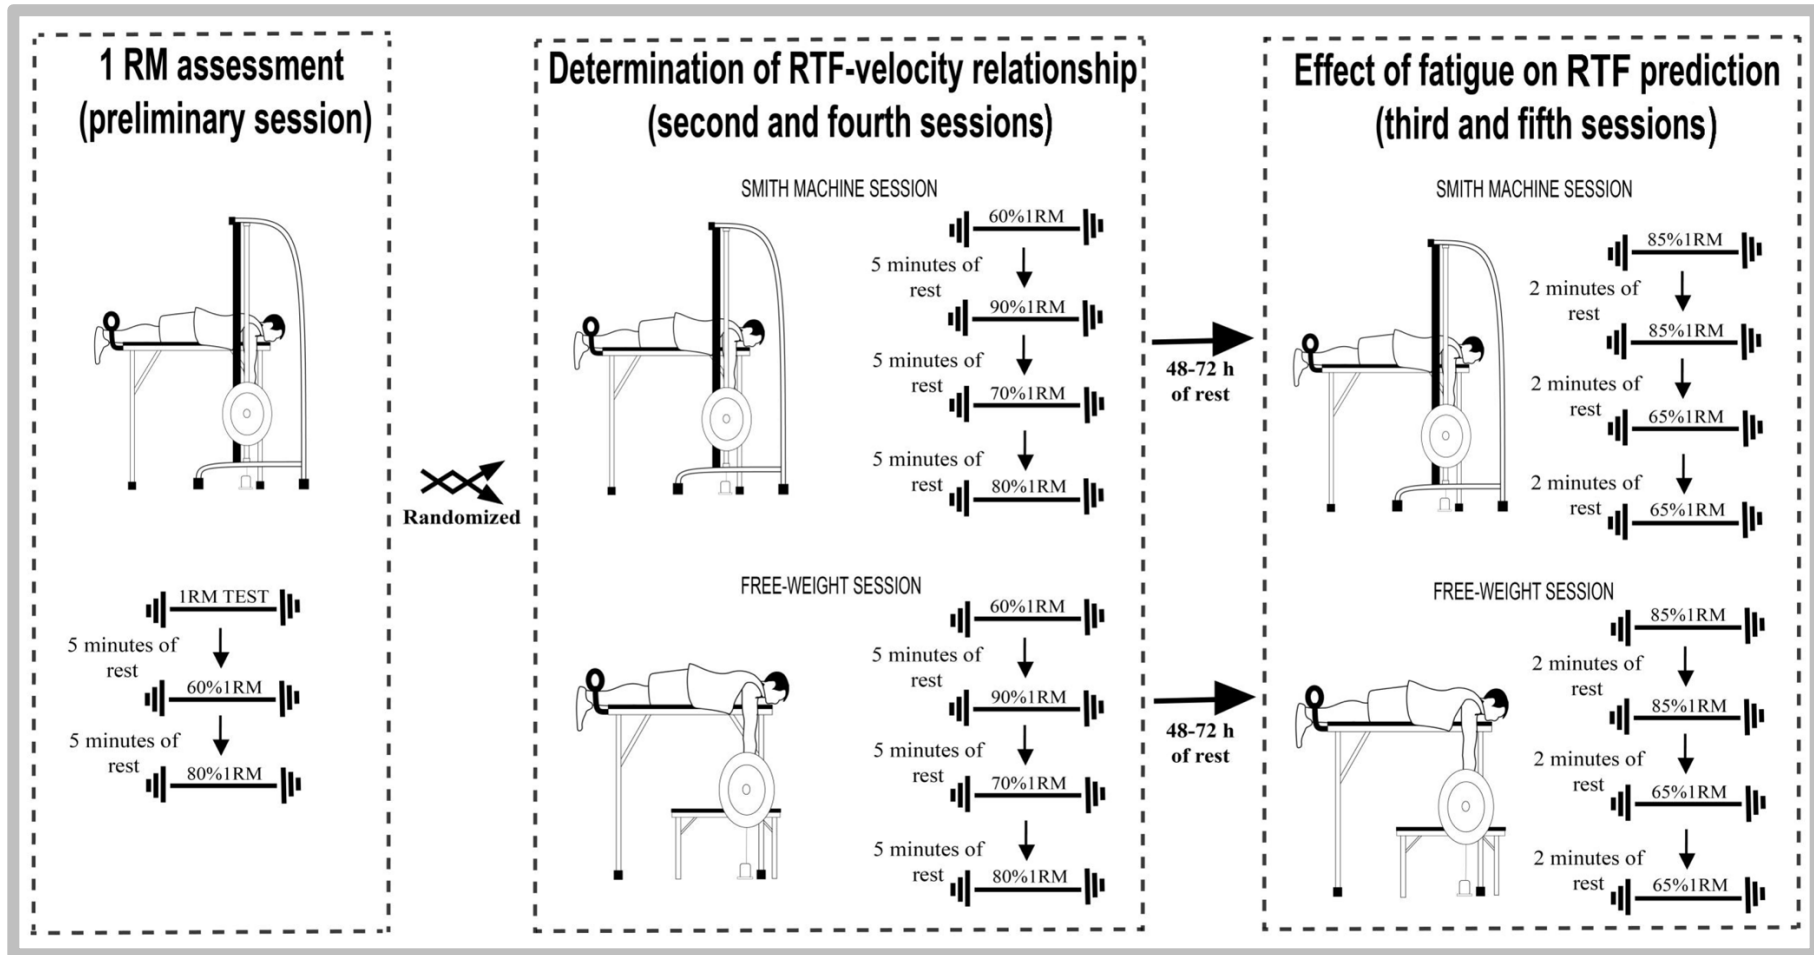 1 RM assessment
(preliminary session)
1RM TEST
5 minutes of
rest
60%1RM
5 minutes of
rest
80%1RM
Randomized
Determination of RTF-velocity relationship
(second and fourth sessions)
SMITH MACHINE SESSION
60%1RM
5 minutes of
rest
90%1RM
5 minutes of
rest
70%1RM
5 minutes of
rest
80%1RM
FREE-WEIGHT SESSION
60%1RM
5 minutes of
rest
90%1RM
5 minutes of
rest
70%1RM
5 minutes of
rest
80%1RM
48-72 h
of rest
48-72 h
of rest
Effect of fatigue on RTF prediction
(third and fifth sessions)
SMITH MACHINE SESSION
85%1RM
2 minutes of
rest
85%1RM
2 minutes of
rest
65%1RM
2 minutes of
rest
65%1RM
FREE-WEIGHT SESSION
85%1RM
2 minutes of
rest
85%1RM
2 minutes of
rest
65%1RM
2 minutes of
rest
65%1RM